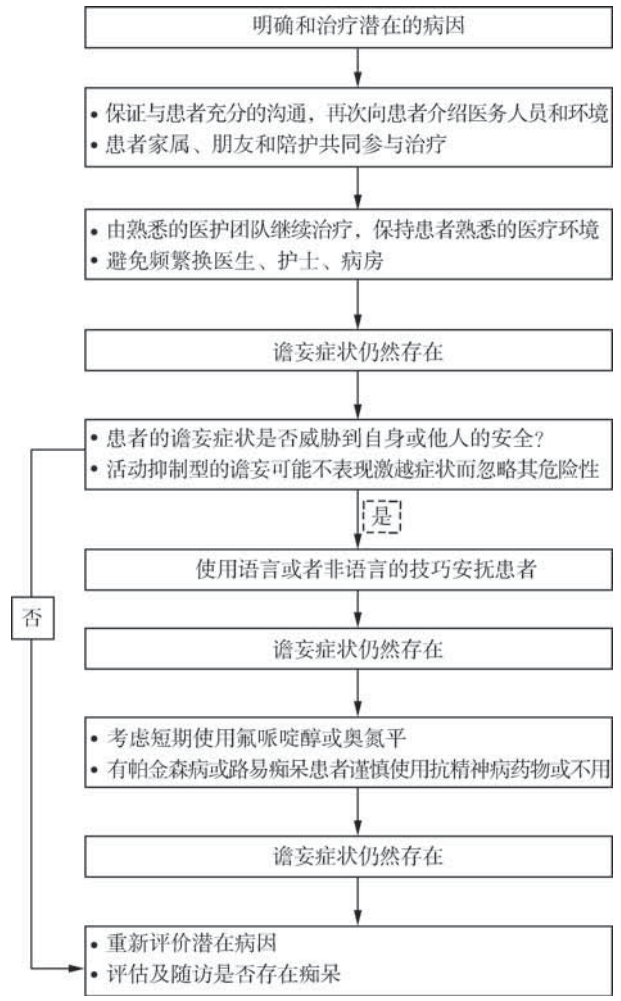 明确和治疗潜在的病因
• 保证与患者充分的沟通，再次向患者介绍医务人员和环境
• 患者家属、朋友和陪护共同参与治疗
• 由熟悉的医护团队继续治疗，保持患者熟悉的医疗环境
• 避免频繁换医生、护士、病房
谵妄症状仍然存在
• 患者的谵妄症状是否威胁到自身或他人的安全？
• 活动抑制型的谵妄可能不表现激越症状而忽略其危险性
是
使用语言或者非语言的技巧安抚患者
否
谵妄症状仍然存在
• 考虑短期使用氟哌啶醇或奥氮平
• 有帕金森病或路易痴呆患者谨慎使用抗精神病药物或不用
谵妄症状仍然存在
• 重新评价潜在病因
• 评估及随访是否存在痴呆